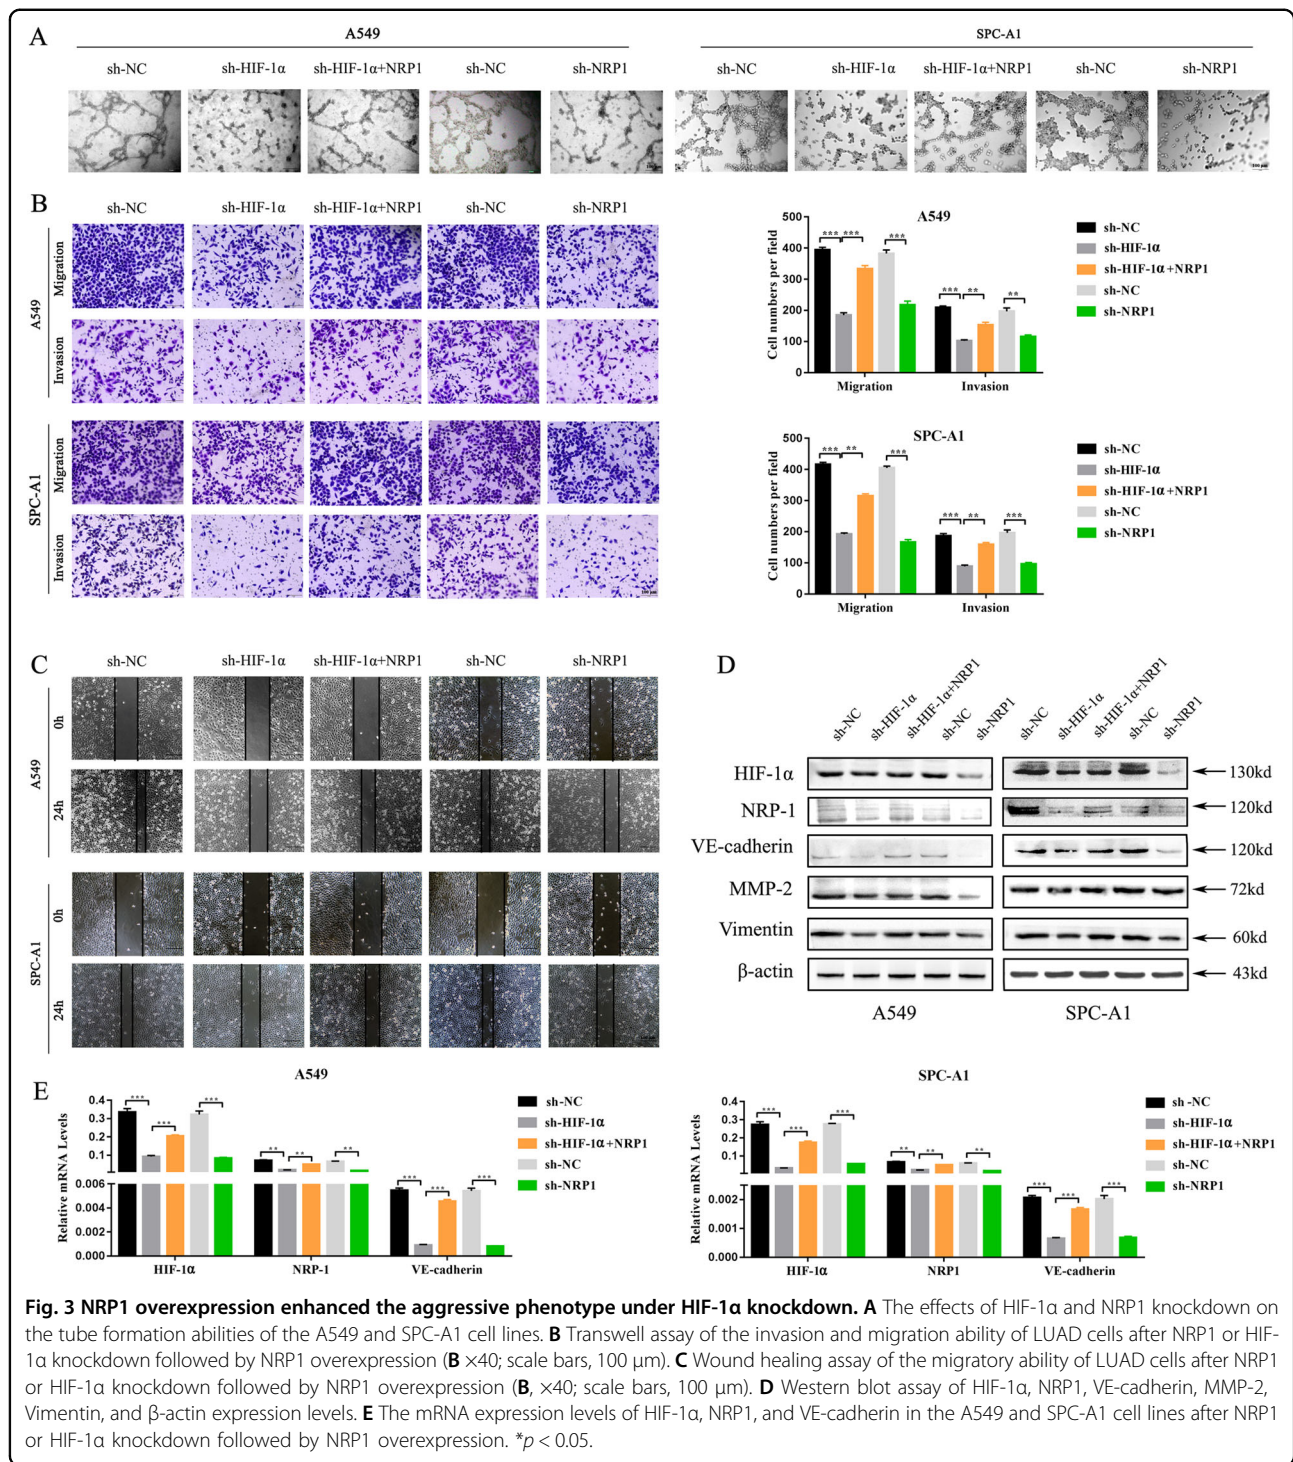 A
A549
SPC-A1
sh-NC sh-HIF-1α sh-HIF-1α+NRP1 sh-NC sh-NRP1
sh-NC sh-HIF-1α sh-HIF-1α+NRP1 sh-NC sh-NRP1
100 μm
B
sh-NC sh-HIF-1α sh-HIF-1α+NRP1 sh-NC sh-NRP1
A549
Migration
Invasion
SPC-A1
Migration
Invasion
100 μm
A549
Cell numbers per field
500
400
300
200
100
0
*** *** ***
*** ** **
Migration Invasion
sh-NC
sh-HIF-1α
sh-HIF-1α+NRP1
sh-NC
sh-NRP1
SPC-A1
Cell numbers per field
500
400
300
200
100
0
*** ** ***
*** ** ***
Migration Invasion
sh-NC
sh-HIF-1α
sh-HIF-1α+NRP1
sh-NC
sh-NRP1
C
sh-NC sh-HIF-1α sh-HIF-1α+NRP1 sh-NC sh-NRP1
A549
0h
24h
SPC-A1
0h
24h
D
sh-NC sh-HIF-1α sh-HIF-1α+NRP1 sh-NC sh-NRP1
sh-NC sh-HIF-1α sh-HIF-1α+NRP1 sh-NC sh-NRP1
HIF-1α 130kd
NRP-1 120kd
VE-cadherin 120kd
MMP-2 72kd
Vimentin 60kd
β-actin 43kd
A549 SPC-A1
E
A549
Relative mRNA Levels
0.4
0.3
0.2
0.1
0.006
0.004
0.002
0.000
*** *** ***
** ** **
*** *** ***
HIF-1α NRP-1 VE-cadherin
sh-NC
sh-HIF-1α
sh-HIF-1α+NRP1
sh-NC
sh-NRP1
SPC-A1
Relative mRNA Levels
0.4
0.3
0.2
0.1
0.002
0.001
0.000
*** *** ***
** ** **
*** *** ***
HIF-1α NRP1 VE-cadherin
sh -NC
sh-HIF-1α
sh-HIF-1α+NRP1
sh-NC
sh-NRP1
Fig. 3 NRP1 overexpression enhanced the aggressive phenotype under HIF-1α knockdown. A The effects of HIF-1α and NRP1 knockdown on
the tube formation abilities of the A549 and SPC-A1 cell lines. B Transwell assay of the invasion and migration ability of LUAD cells after NRP1 or HIF-
1α knockdown followed by NRP1 overexpression (B ×40; scale bars, 100 μm). C Wound healing assay of the migratory ability of LUAD cells after NRP1
or HIF-1α knockdown followed by NRP1 overexpression (B, ×40; scale bars, 100 μm). D Western blot assay of HIF-1α, NRP1, VE-cadherin, MMP-2,
Vimentin, and β-actin expression levels. E The mRNA expression levels of HIF-1α, NRP1, and VE-cadherin in the A549 and SPC-A1 cell lines after NRP1
or HIF-1α knockdown followed by NRP1 overexpression. *p < 0.05.